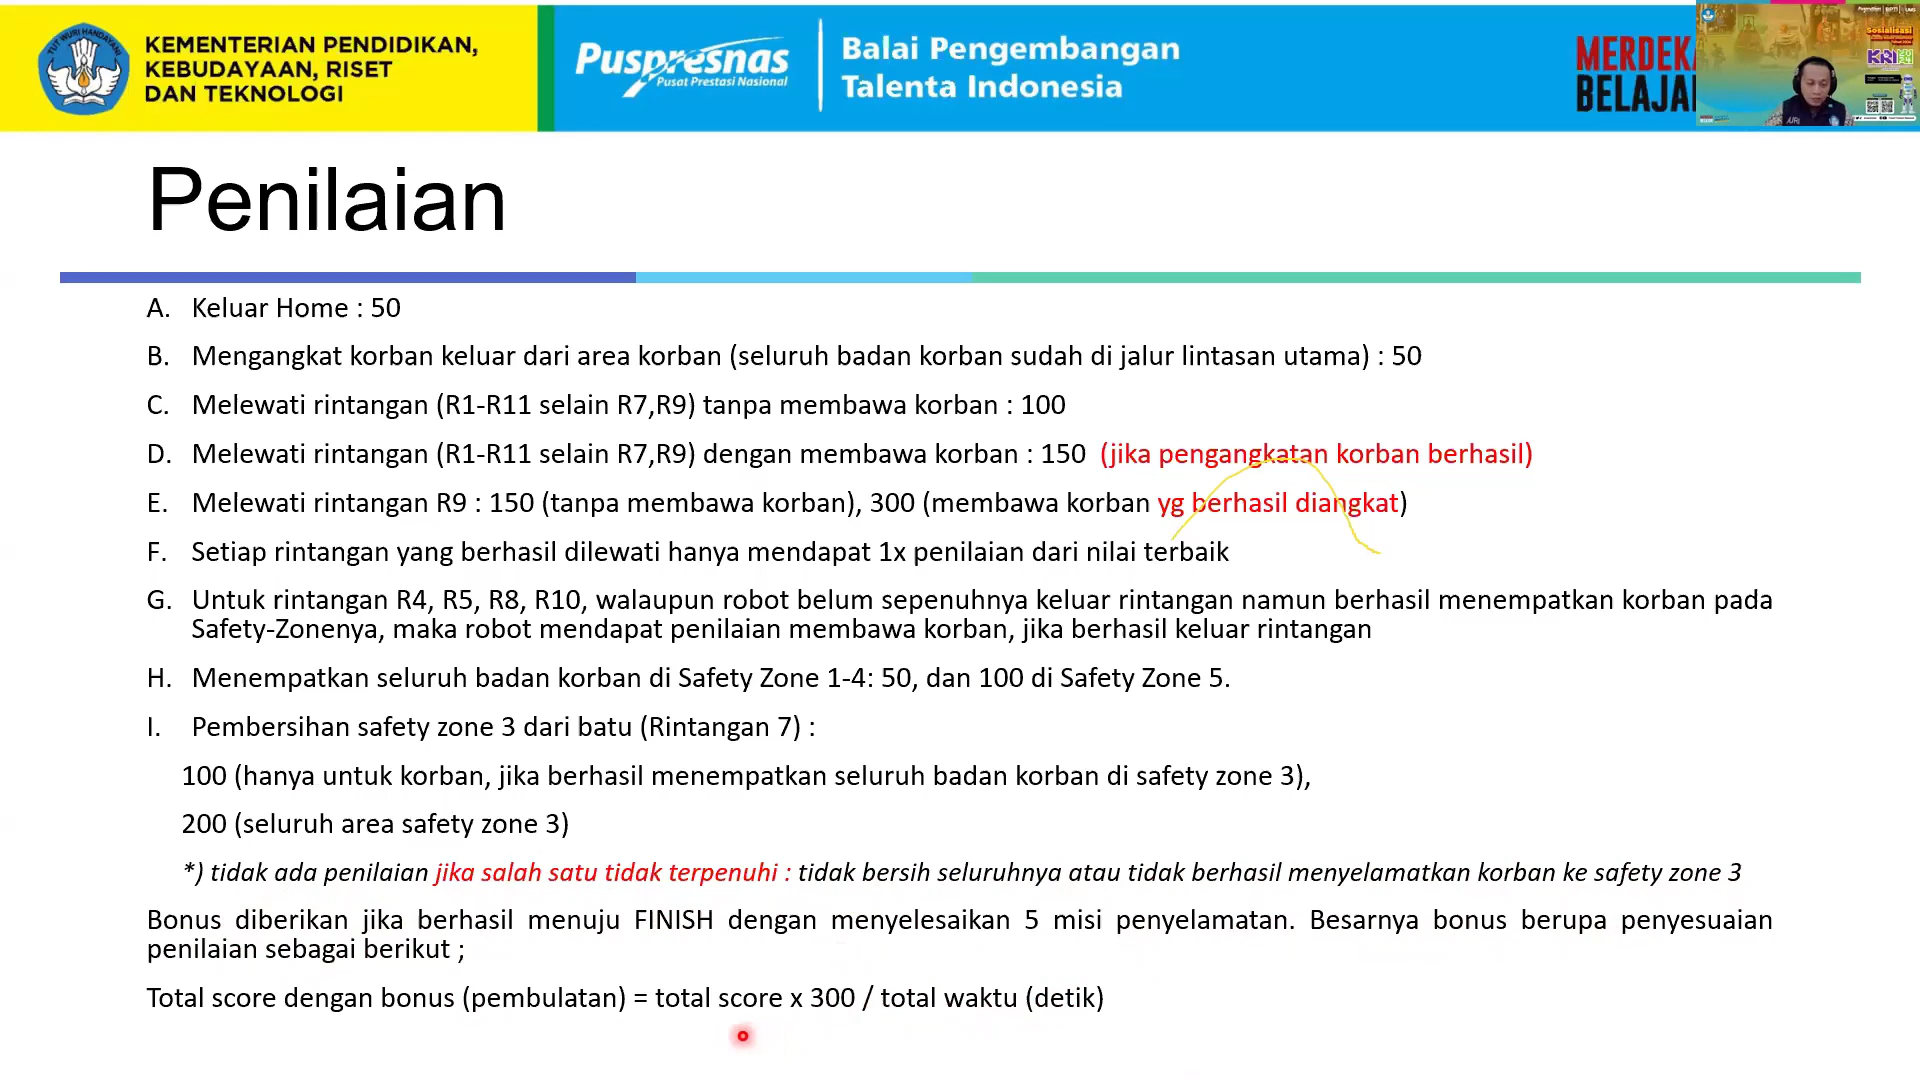 TUT WURI HANDAYANI
KEMENTERIAN PENDIDIKAN,
KEBUDAYAAN, RISET
DAN TEKNOLOGI
Puspresnas
Pusat Prestasi Nasional
Balai Pengembangan
Talenta Indonesia
MERDEKA
BELAJA
Sosialisasi
KRI
JURI
Penilaian
A. Keluar Home : 50
B. Mengangkat korban keluar dari area korban (seluruh badan korban sudah di jalur lintasan utama) : 50
C. Melewati rintangan (R1-R11 selain R7,R9) tanpa membawa korban : 100
D. Melewati rintangan (R1-R11 selain R7,R9) dengan membawa korban : 150 (jika pengangkatan korban berhasil)
E. Melewati rintangan R9 : 150 (tanpa membawa korban), 300 (membawa korban yg berhasil diangkat)
F. Setiap rintangan yang berhasil dilewati hanya mendapat 1x penilaian dari nilai terbaik
G. Untuk rintangan R4, R5, R8, R10, walaupun robot belum sepenuhnya keluar rintangan namun berhasil menempatkan korban pada
Safety-Zonenya, maka robot mendapat penilaian membawa korban, jika berhasil keluar rintangan
H. Menempatkan seluruh badan korban di Safety Zone 1-4: 50, dan 100 di Safety Zone 5.
I. Pembersihan safety zone 3 dari batu (Rintangan 7) :
100 (hanya untuk korban, jika berhasil menempatkan seluruh badan korban di safety zone 3),
200 (seluruh area safety zone 3)
*) tidak ada penilaian jika salah satu tidak terpenuhi : tidak bersih seluruhnya atau tidak berhasil menyelamatkan korban ke safety zone 3
Bonus diberikan jika berhasil menuju FINISH dengan menyelesaikan 5 misi penyelamatan. Besarnya bonus berupa penyesuaian
penilaian sebagai berikut ;
Total score dengan bonus (pembulatan) = total score x 300 / total waktu (detik)